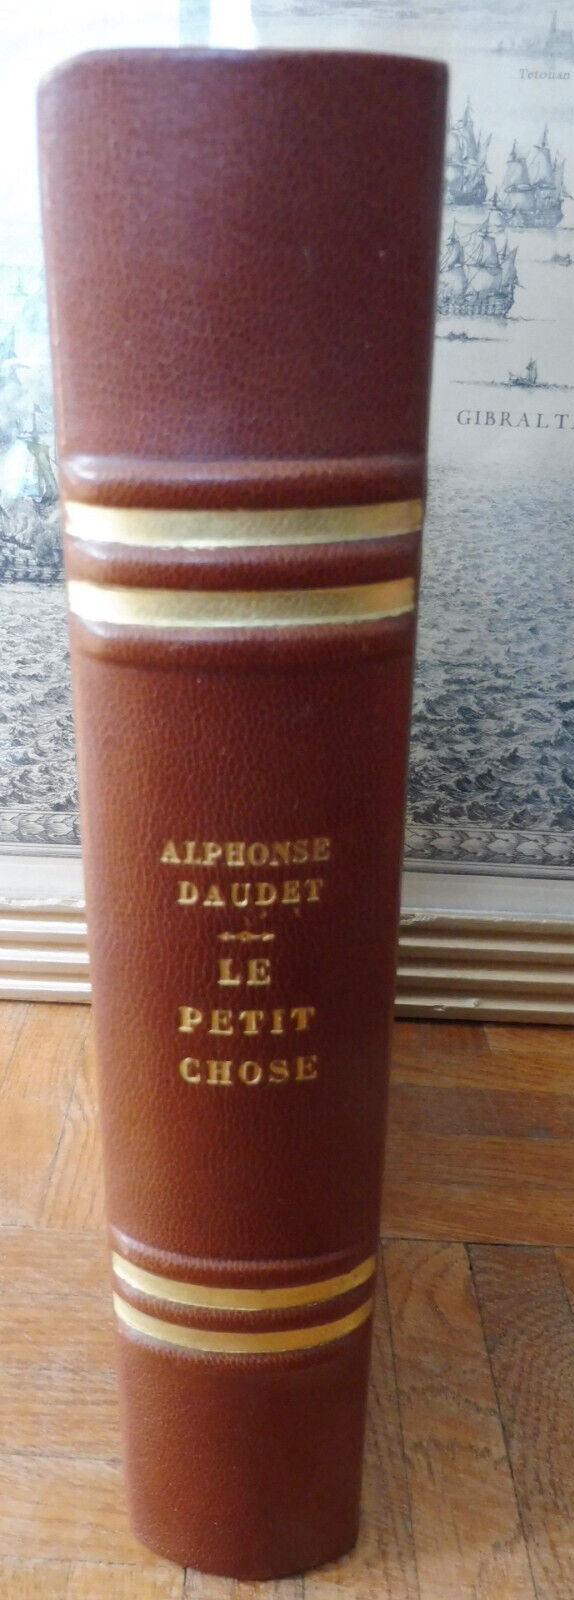 Tetouan
GIBRALTA
ALPHONSE
DAUDET
LE
PETIT
CHOSE